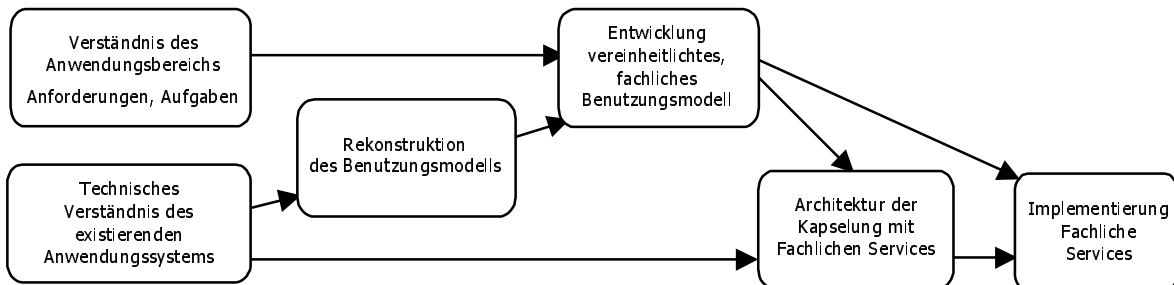 Verständnis des
Anwendungsbereichs
Anforderungen, Aufgaben
Entwicklung
vereinheitlichtes,
fachliches
Benutzungsmodell
Rekonstruktion
des Benutzungsmodells
Technisches
Verständnis des
existierenden
Anwendungssystems
Architektur der
Kapselung mit
Fachlichen Services
Implementierung
Fachliche
Services